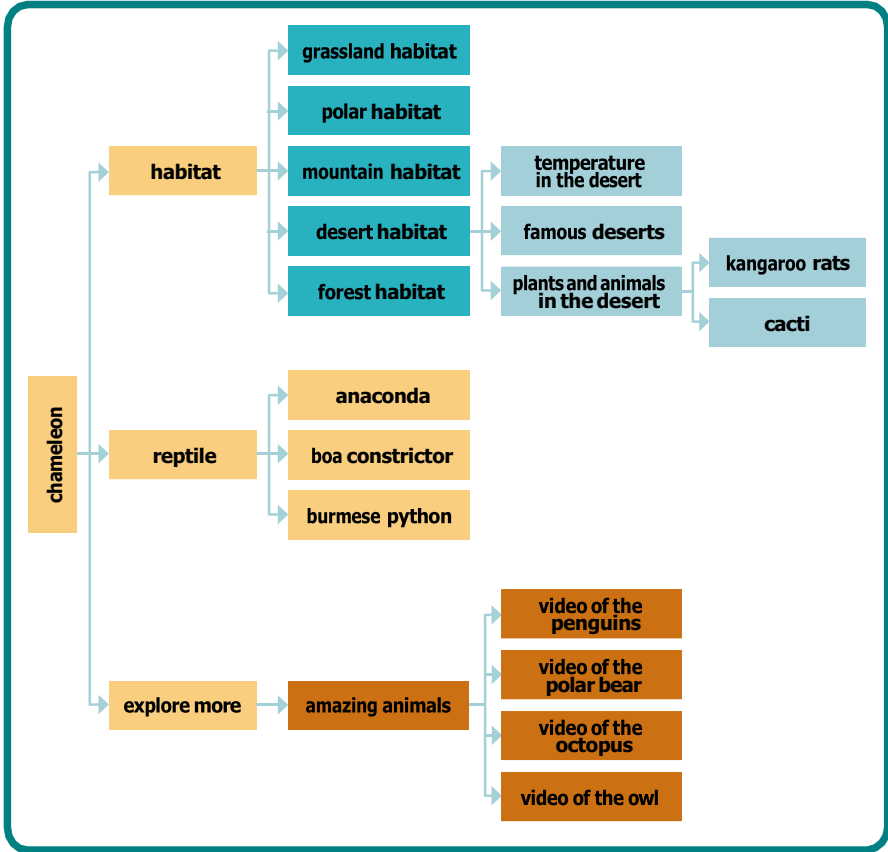 chameleon
habitat
grassland habitat
polar habitat
mountain habitat
desert habitat
temperature
in the desert
famous deserts
plants and animals
in the desert
kangaroo rats
cacti
forest habitat
reptile
anaconda
boa constrictor
burmese python
explore more
amazing animals
video of the
penguins
video of the
polar bear
video of the
octopus
video of the owl